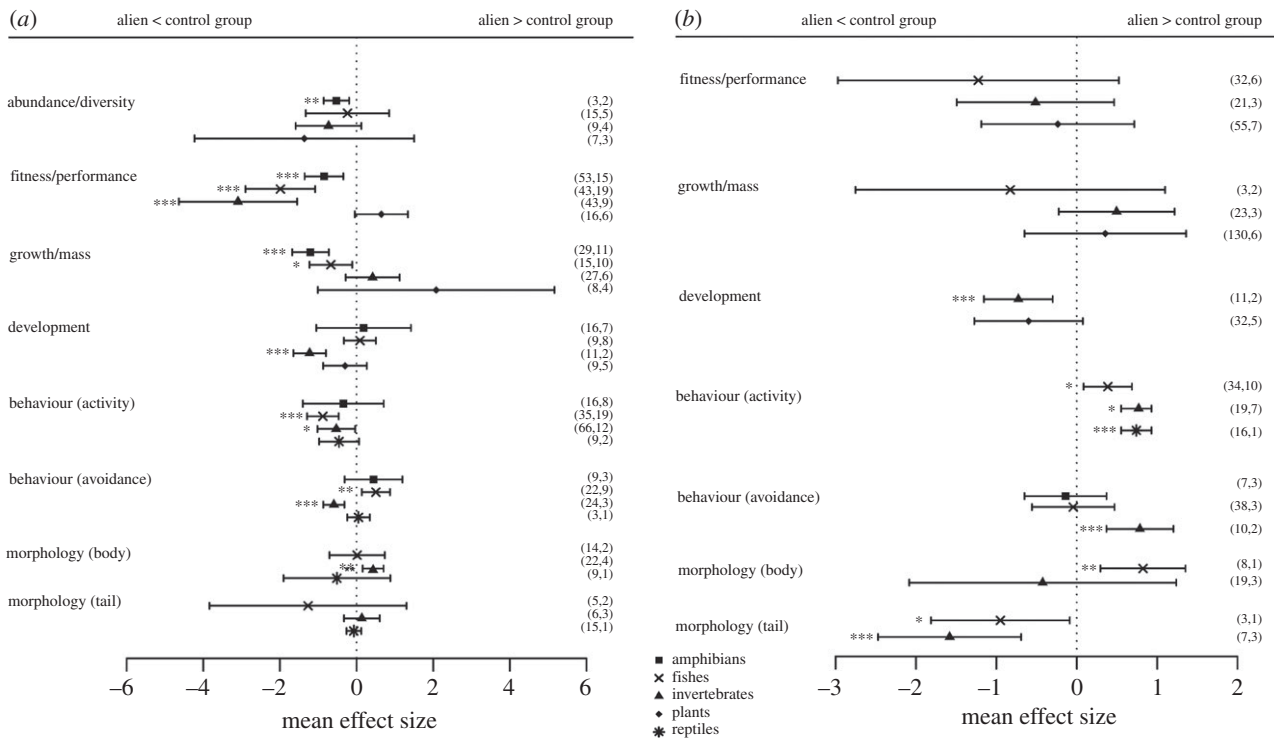 (a) alien < control group alien > control group
abundance/diversity
** (3,2)
(15,5)
(9,4)
(7,3)
fitness/performance
*** (53,15)
*** (43,19)
*** (43,9)
(16,6)
growth/mass
*** (29,11)
* (15,10)
(27,6)
(8,4)
development
(16,7)
(9,8)
*** (11,2)
(9,5)
behaviour (activity)
(16,8)
*** (35,19)
* (66,12)
(9,2)
behaviour (avoidance)
(9,3)
** (22,9)
*** (24,3)
(3,1)
morphology (body)
(14,2)
** (22,4)
(9,1)
morphology (tail)
(5,2)
(6,3)
(15,1)
−6 −4 −2 0 2 4 6
mean effect size
amphibians
fishes
invertebrates
plants
reptiles
(b) alien < control group alien > control group
fitness/performance
(32,6)
(21,3)
(55,7)
growth/mass
(3,2)
(23,3)
(130,6)
development
*** (11,2)
(32,5)
behaviour (activity)
* (34,10)
* (19,7)
*** (16,1)
behaviour (avoidance)
(7,3)
(38,3)
*** (10,2)
morphology (body)
** (8,1)
(19,3)
morphology (tail)
* (3,1)
*** (7,3)
−3 −2 −1 0 1 2
mean effect size